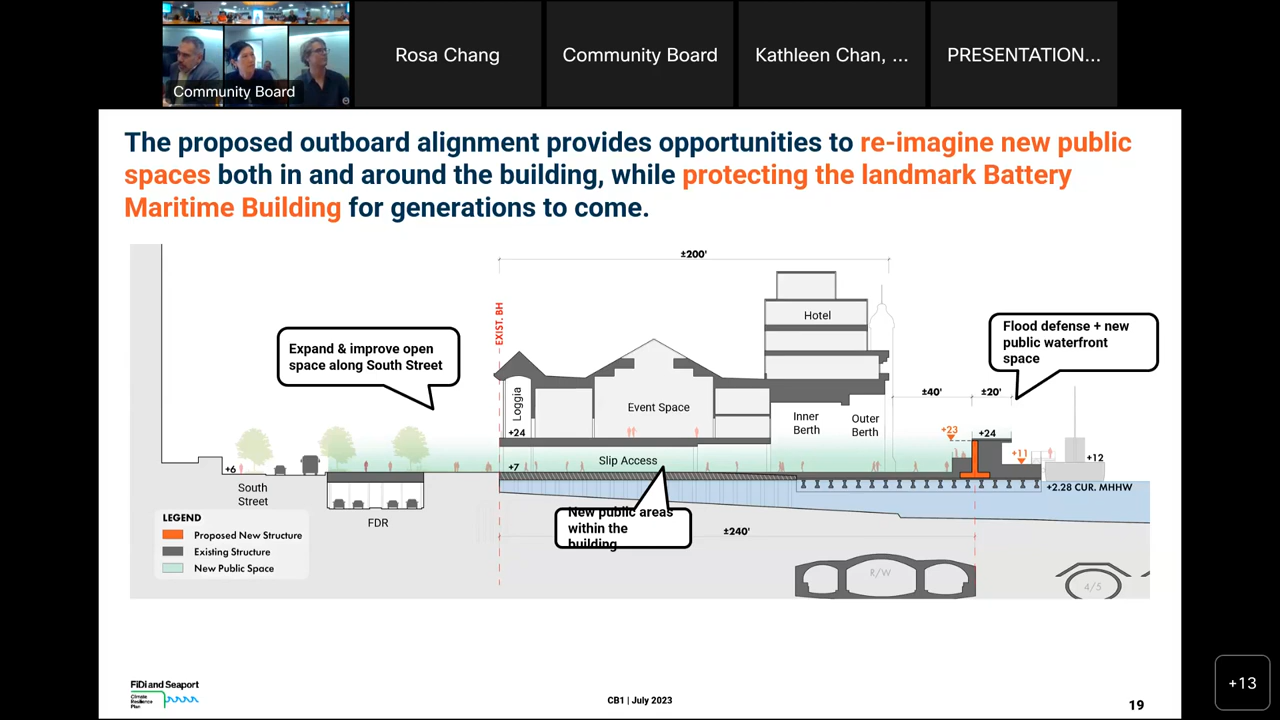 Community Board
Rosa Chang
Community Board
Kathleen Chan, ...
PRESENTATION...
The proposed outboard alignment provides opportunities to re-imagine new public
spaces both in and around the building, while protecting the landmark Battery
Maritime Building for generations to come.
±200'
EXIST. BH
Hotel
Expand & improve open
space along South Street
Flood defense + new
public waterfront
space
Loggia
Event Space
Inner
Berth
Outer
Berth
±40'
±20'
+24
+23
+24
+11
+12
+6
+7
Slip Access
South
Street
FDR
+2.28 CUR. MHHW
New public areas
within the
building
±240'
LEGEND
Proposed New Structure
Existing Structure
New Public Space
R/W
4/5
FiDi and Seaport
Climate
Resilience
Plan
CB1 | July 2023
19
+13